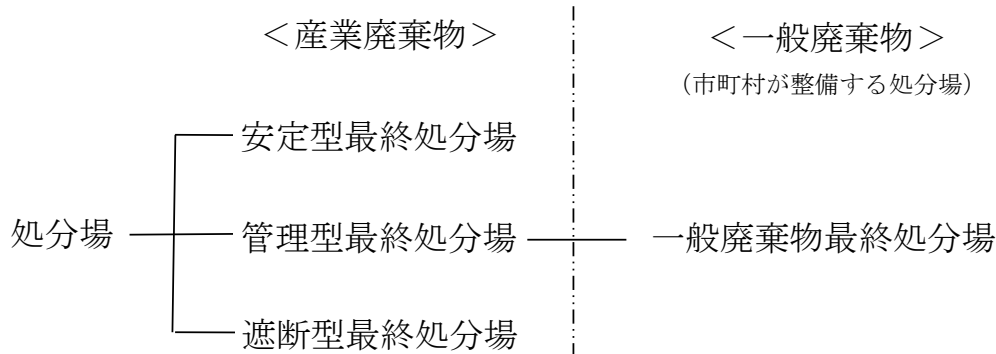 ＜産業廃棄物＞
＜一般廃棄物＞
（市町村が整備する処分場）
安定型最終処分場
処分場
管理型最終処分場
一般廃棄物最終処分場
遮断型最終処分場